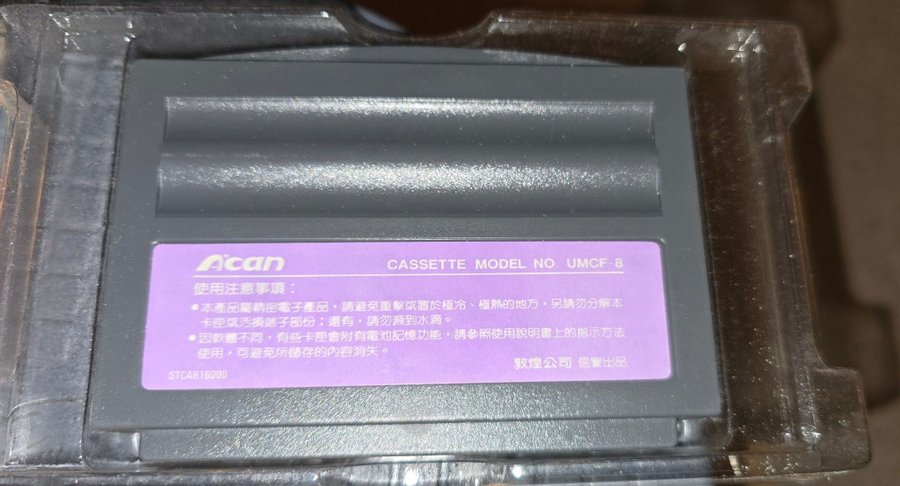 A'can
CASSETTE MODEL NO. UMCF-8
使用注意事項：
●本產品屬精密電子產品，請避免重擊或置於極冷、極熱的地方，另請勿分解本
卡匣或污損端子部份；還有，請勿濺到水滴。
●因軟體不同，有些卡匣會附有電池記憶功能，請參照使用說明書上的指示方法
使用，可避免所儲存的內容消失。
敦煌公司 信譽出品
STCAR16000